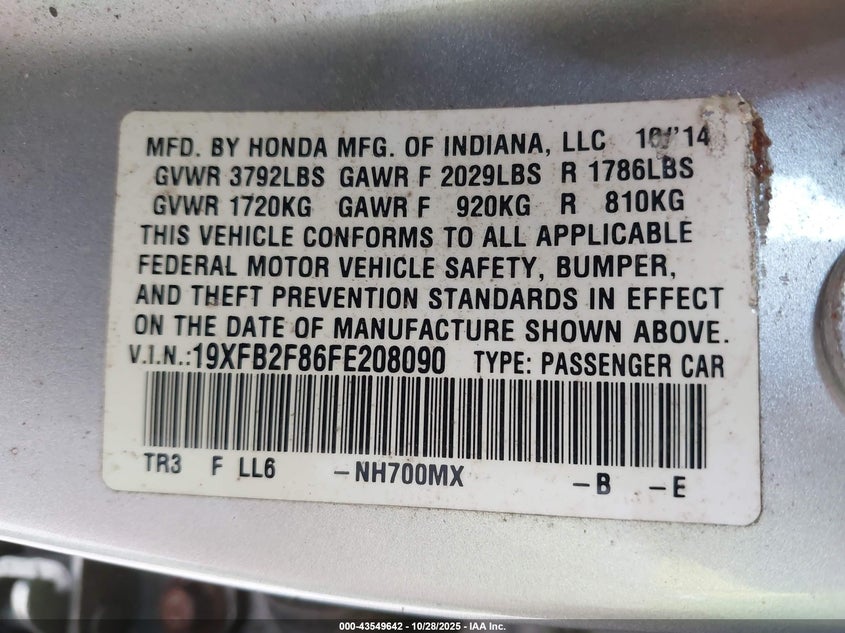 MFD. BY HONDA MFG. OF INDIANA, LLC 10/'14
GVWR 3792LBS GAWR F 2029LBS R 1786LBS
GVWR 1720KG GAWR F 920KG R 810KG
THIS VEHICLE CONFORMS TO ALL APPLICABLE
FEDERAL MOTOR VEHICLE SAFETY, BUMPER,
AND THEFT PREVENTION STANDARDS IN EFFECT
ON THE DATE OF MANUFACTURE SHOWN ABOVE.
V.I.N.:19XFB2F86FE208090 TYPE: PASSENGER CAR
TR3 F LL6 –NH700MX –B –E
000-43549642 / 10/28/2025 - IAA Inc.